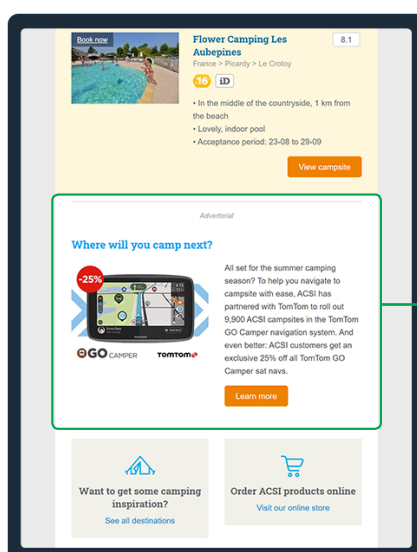 Book now
Flower Camping Les
Aubepines
8.1
France > Picardy > Le Crotoy
16
iD
• In the middle of the countryside, 1 km from
the beach
• Lovely, indoor pool
• Acceptance period: 23-08 to 29-09
View campsite
Advertorial
Where will you camp next?
-25%
GO CAMPER
TOMTOM
All set for the summer camping
season? To help you navigate to
campsite with ease, ACSI has
partnered with TomTom to roll out
9,900 ACSI campsites in the TomTom
GO Camper navigation system. And
even better: ACSI customers get an
exclusive 25% off all TomTom GO
Camper sat navs.
Learn more
Want to get some camping
inspiration?
See all destinations
Order ACSI products online
Visit our online store